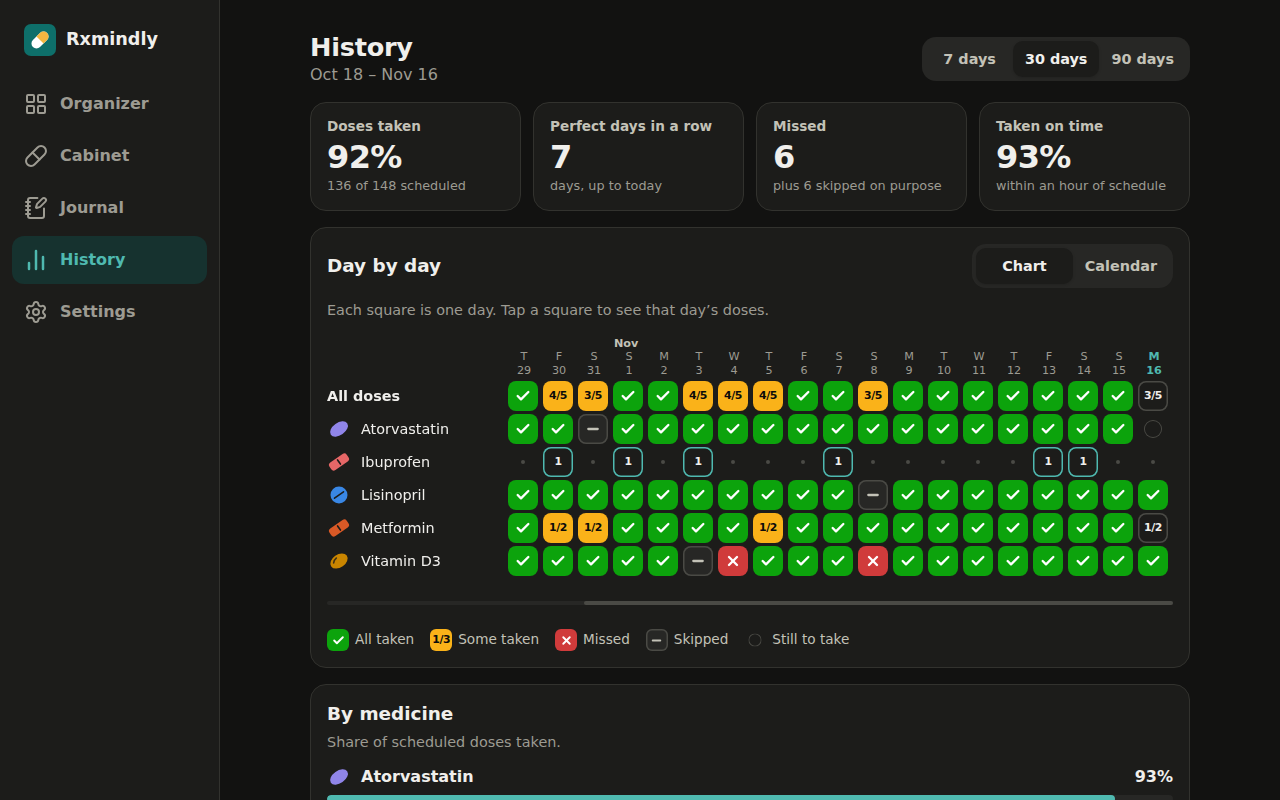 Rxmindly
Organizer
Cabinet
Journal
History
Settings
History
Oct 18 – Nov 16
7 days 30 days 90 days
Doses taken
92%
136 of 148 scheduled
Perfect days in a row
7
days, up to today
Missed
6
plus 6 skipped on purpose
Taken on time
93%
within an hour of schedule
Day by day
Chart Calendar
Each square is one day. Tap a square to see that day’s doses.
Nov
T F S S M T W T F S S M T W T F S S M
29 30 31 1 2 3 4 5 6 7 8 9 10 11 12 13 14 15 16
All doses 4/5 3/5 4/5 4/5 4/5 3/5 3/5
Atorvastatin
Ibuprofen 1 1 1 1 1 1
Lisinopril
Metformin 1/2 1/2 1/2 1/2
Vitamin D3
All taken 1/3 Some taken Missed Skipped Still to take
By medicine
Share of scheduled doses taken.
Atorvastatin 93%